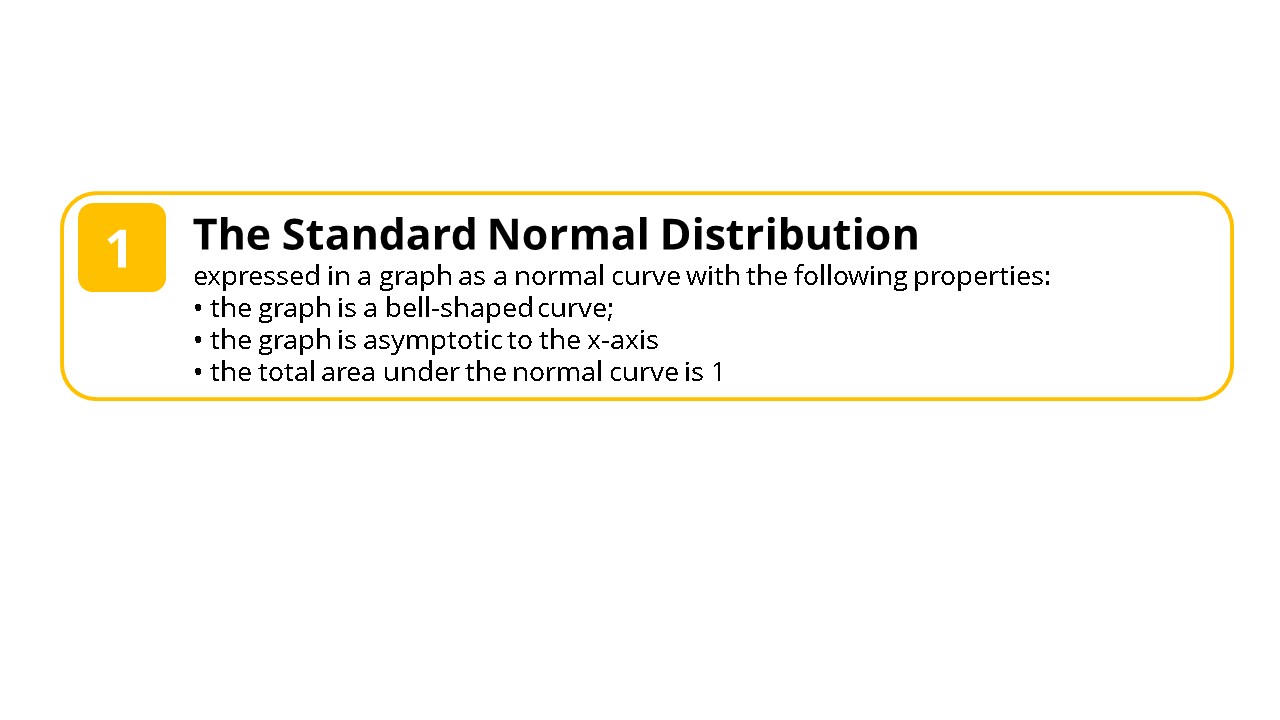 1
The Standard Normal Distribution
expressed in a graph as a normal curve with the following properties:
• the graph is a bell-shaped curve;
• the graph is asymptotic to the x-axis
• the total area under the normal curve is 1